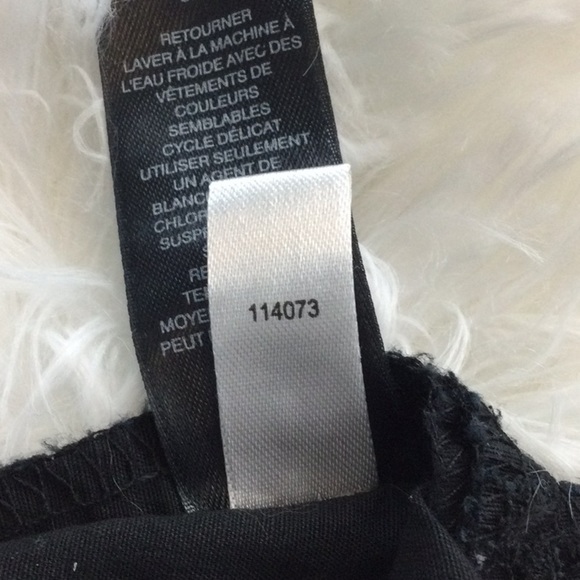 RETOURNER
LAVER À LA MACHINE À
L'EAU FROIDE AVEC DES
VÊTEMENTS DE
COULEURS
SEMBLABLES
CYCLE DÉLICAT
UTILISER SEULEMENT
UN AGENT DE
114073
PEUT